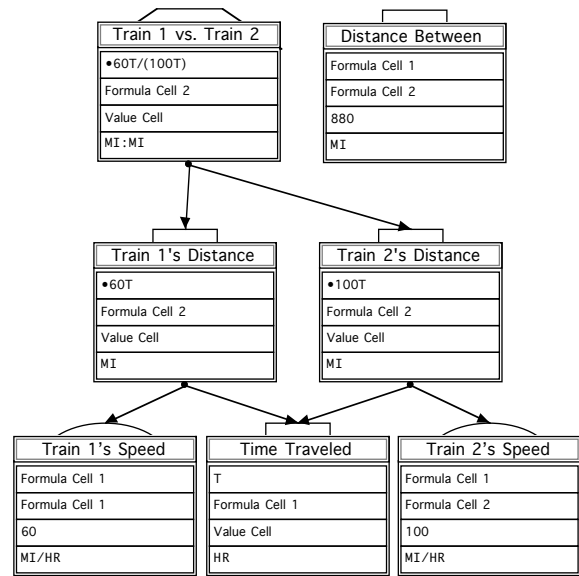 Train 1 vs. Train 2
•60T/(100T)
Formula Cell 2
Value Cell
MI:MI
Distance Between
Formula Cell 1
Formula Cell 2
880
MI
Train 1's Distance
•60T
Formula Cell 2
Value Cell
MI
Train 2's Distance
•100T
Formula Cell 2
Value Cell
MI
Train 1's Speed
Formula Cell 1
Formula Cell 1
60
MI/HR
Time Traveled
T
Formula Cell 1
Value Cell
HR
Train 2's Speed
Formula Cell 1
Formula Cell 2
100
MI/HR